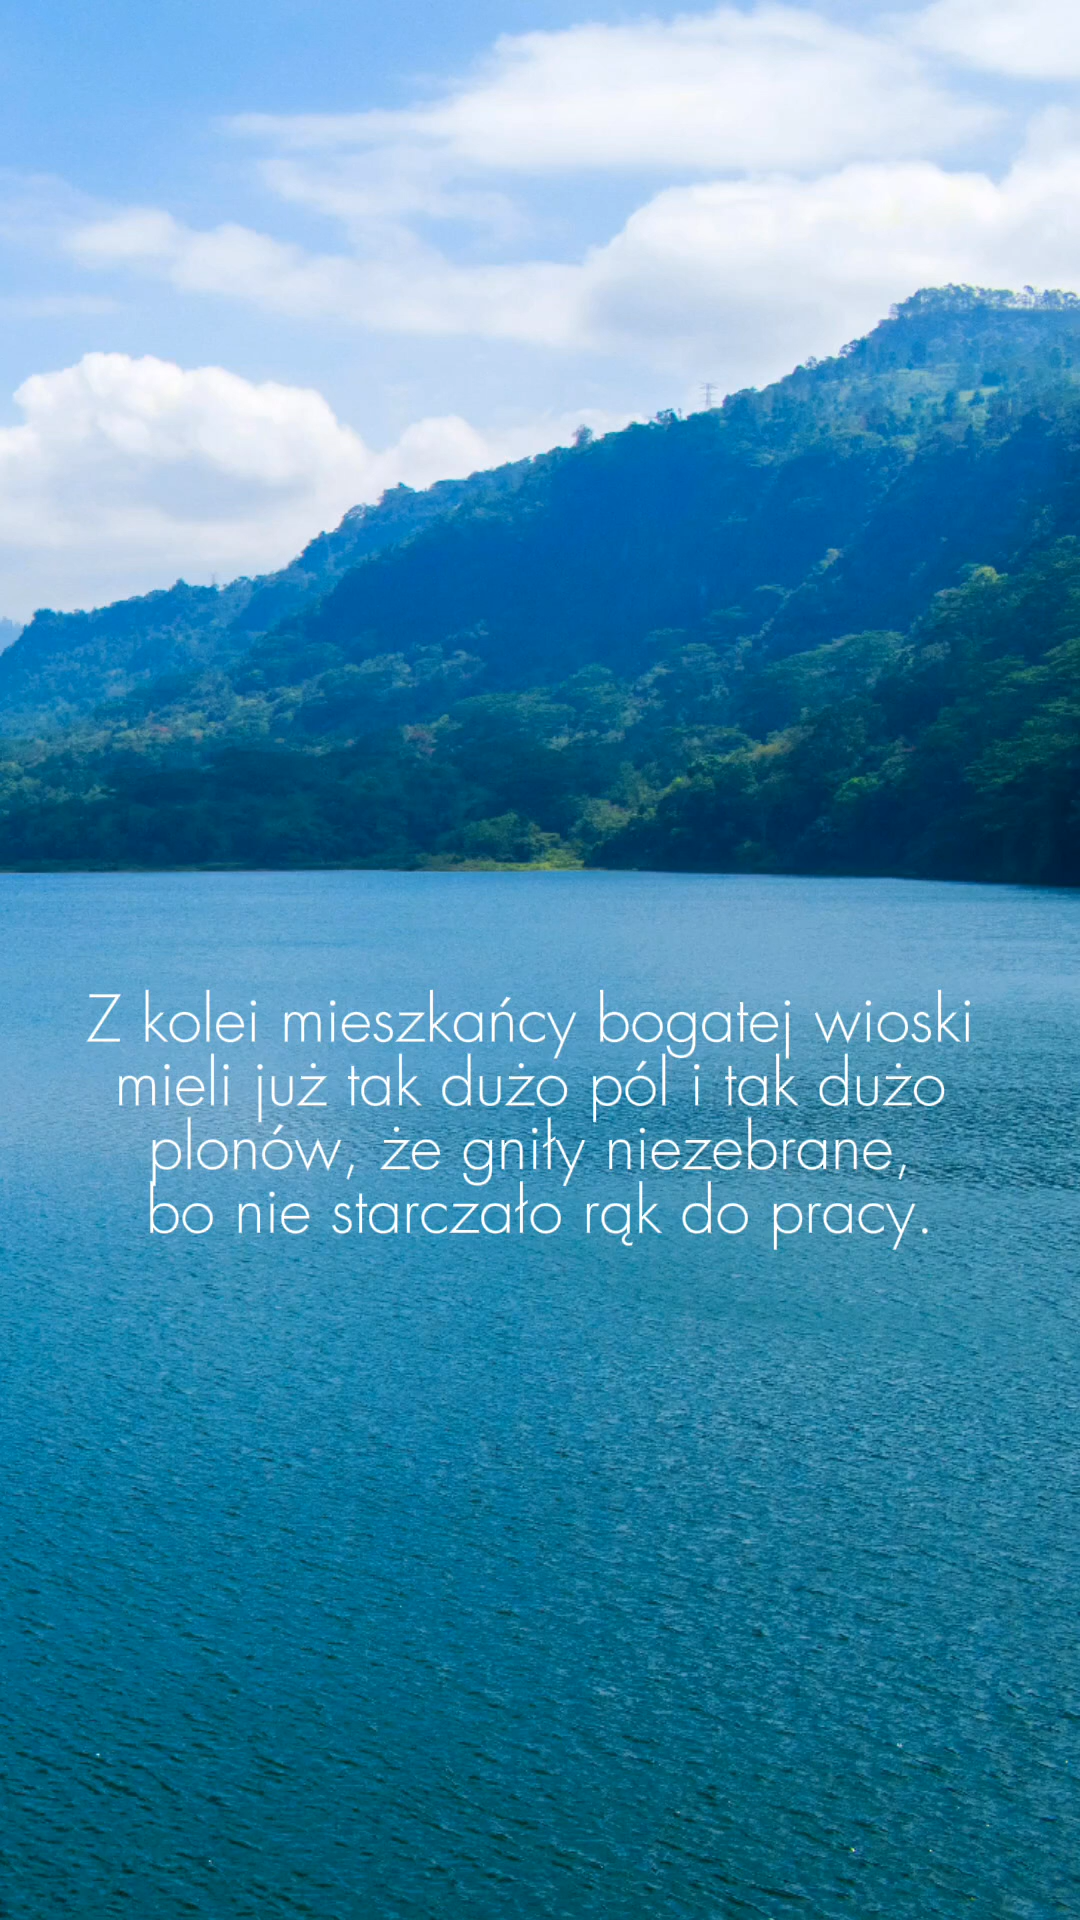 Z kolei mieszkańcy bogatej wioski
mieli już tak dużo pól i tak dużo
plonów, że gniły niezebrane,
bo nie starczało rąk do pracy.